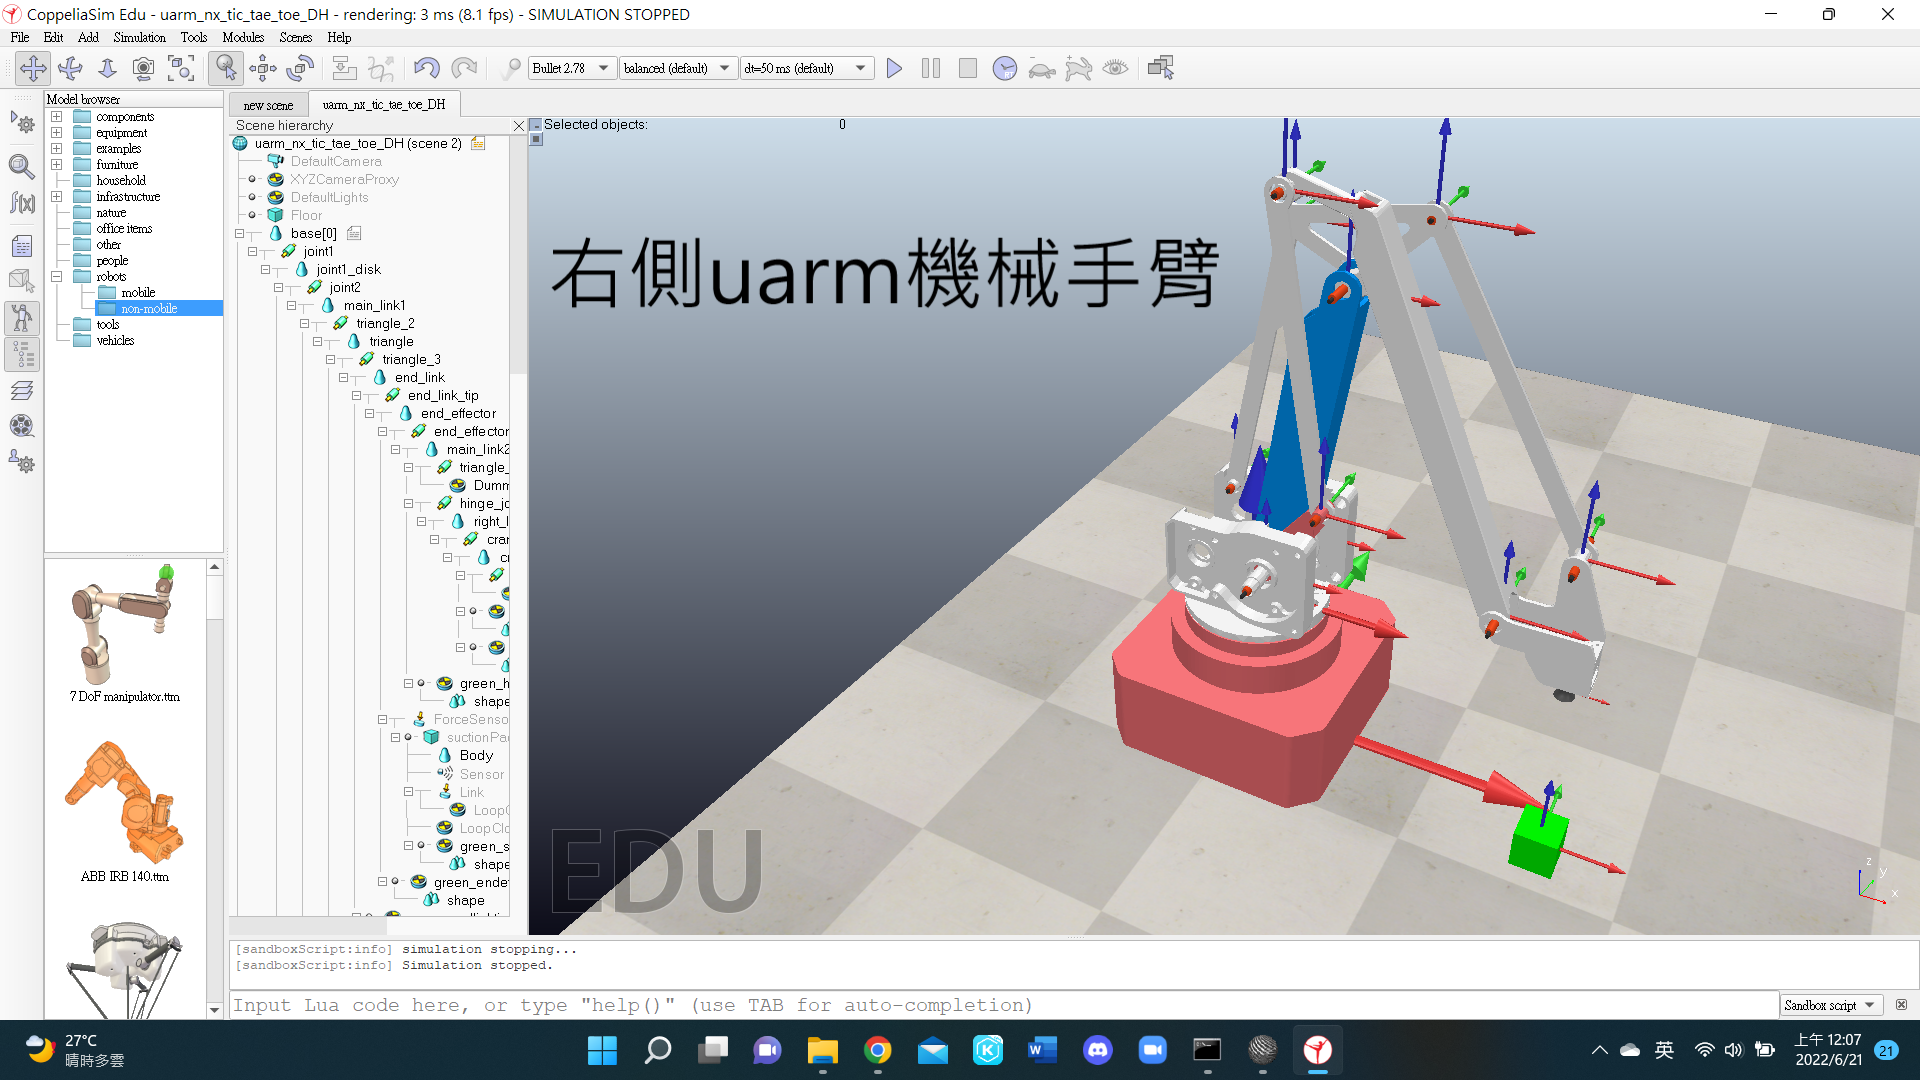 CoppeliaSim Edu - uarm_nx_tic_tae_toe_DH - rendering: 3 ms (8.1 fps) - SIMULATION STOPPED
File Edit Add Simulation Tools Modules Scenes Help
Bullet 2.78 balanced (default) dt=50 ms (default)
Model browser
components
equipment
examples
furniture
household
infrastructure
nature
office items
other
people
robots
mobile
non-mobile
tools
vehicles
7 DoF manipulator.ttm
ABB IRB 140.ttm
new scene uarm_nx_tic_tae_toe_DH
Scene hierarchy
uarm_nx_tic_tae_toe_DH (scene 2)
DefaultCamera
XYZCameraProxy
DefaultLights
Floor
base[0]
joint1
joint1_disk
joint2
main_link1
triangle_2
triangle
triangle_3
end_link
end_link_tip
end_effector
end_effector
main_link2
triangle_
Dumm
hinge_jo
right_l
cran
cr
green_h
shape
ForceSenso
suctionPa
Body
Sensor
Link
LoopC
LoopClo
green_s
shape
green_endef
shape
Selected objects: 0
右側uarm機械手臂
EDU
z
y
x
[sandboxScript:info] simulation stopping...
[sandboxScript:info] Simulation stopped.
Input Lua code here, or type "help()" (use TAB for auto-completion)
Sandbox script
27°C
晴時多雲
英
上午 12:07
2022/6/21
21